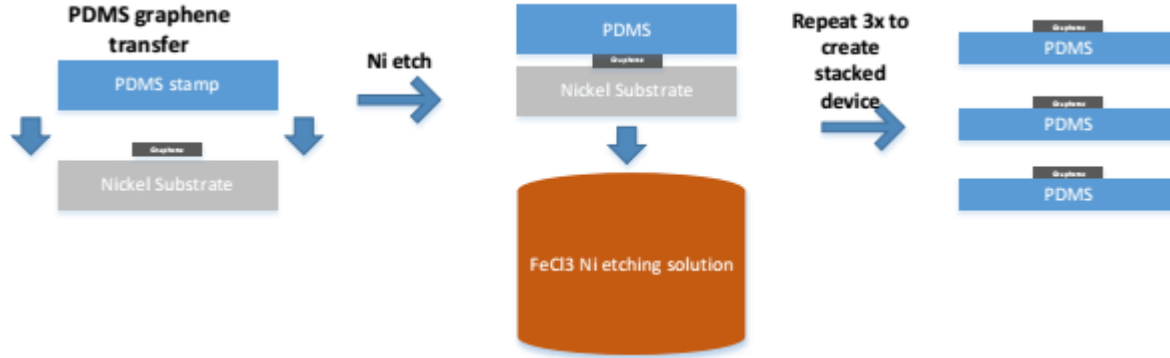 PDMS graphene
transfer
PDMS stamp
Graphene
Nickel Substrate
Ni etch
PDMS
Graphene
Nickel Substrate
FeCl3 Ni etching solution
Repeat 3x to
create
stacked
device
Graphene
PDMS
Graphene
PDMS
Graphene
PDMS